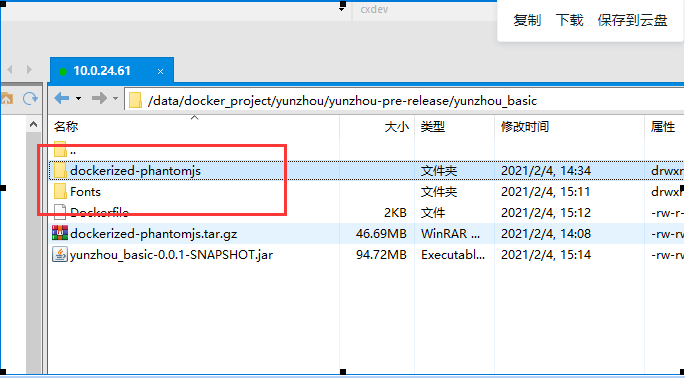 cxdev
复制 下载 保存到云盘
10.0.24.61 ×
/data/docker_project/yunzhou/yunzhou-pre-release/yunzhou_basic
名称 大小 类型 修改时间 属性
..
dockerized-phantomjs 文件夹 2021/2/4, 14:34 drwxr
Fonts 文件夹 2021/2/4, 15:11 drwxr
Dockerfile 2KB 文件 2021/2/4, 15:12 -rw-r-
dockerized-phantomjs.tar.gz 46.69MB WinRAR ... 2021/2/4, 14:08 -rw-rw
yunzhou_basic-0.0.1-SNAPSHOT.jar 94.72MB Executabl... 2021/2/4, 15:14 -rw-rw